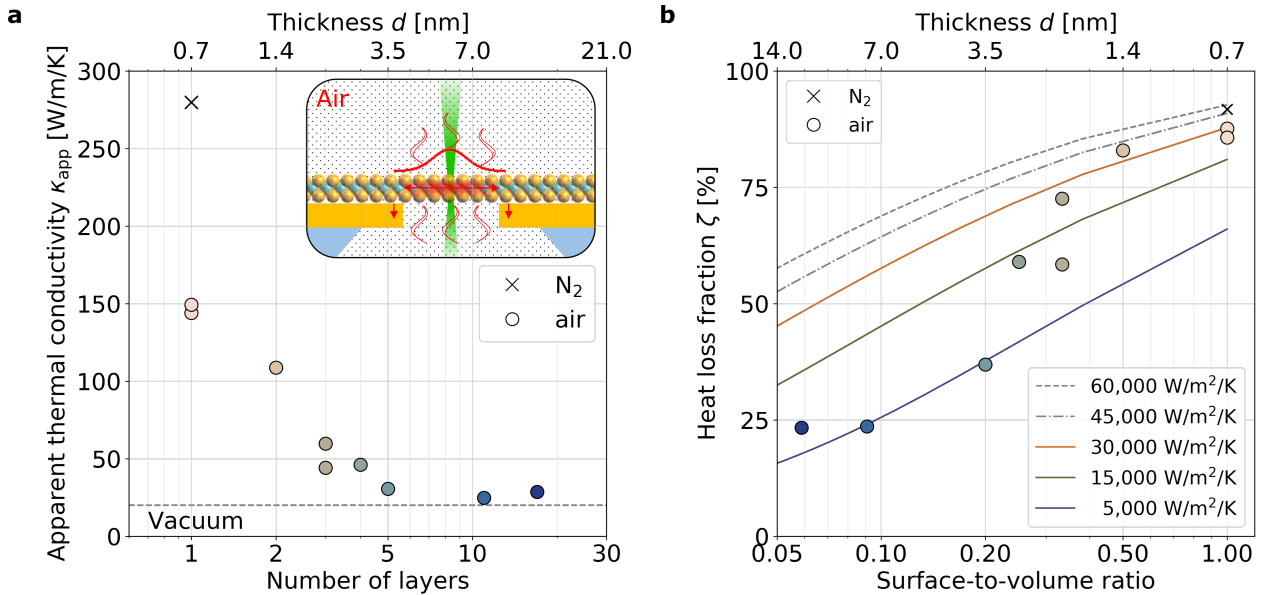 a
Thickness d [nm]
0.7 1.4 3.5 7.0 21.0
Apparent thermal conductivity κapp [W/m/K]
300
250
200
150
100
50
0
Air
N2
air
Vacuum
1 2 5 10 30
Number of layers
b
Thickness d [nm]
14.0 7.0 3.5 1.4 0.7
Heat loss fraction ζ [%]
100
75
50
25
0
N2
air
60,000 W/m²/K
45,000 W/m²/K
30,000 W/m²/K
15,000 W/m²/K
5,000 W/m²/K
0.05 0.10 0.20 0.50 1.00
Surface-to-volume ratio